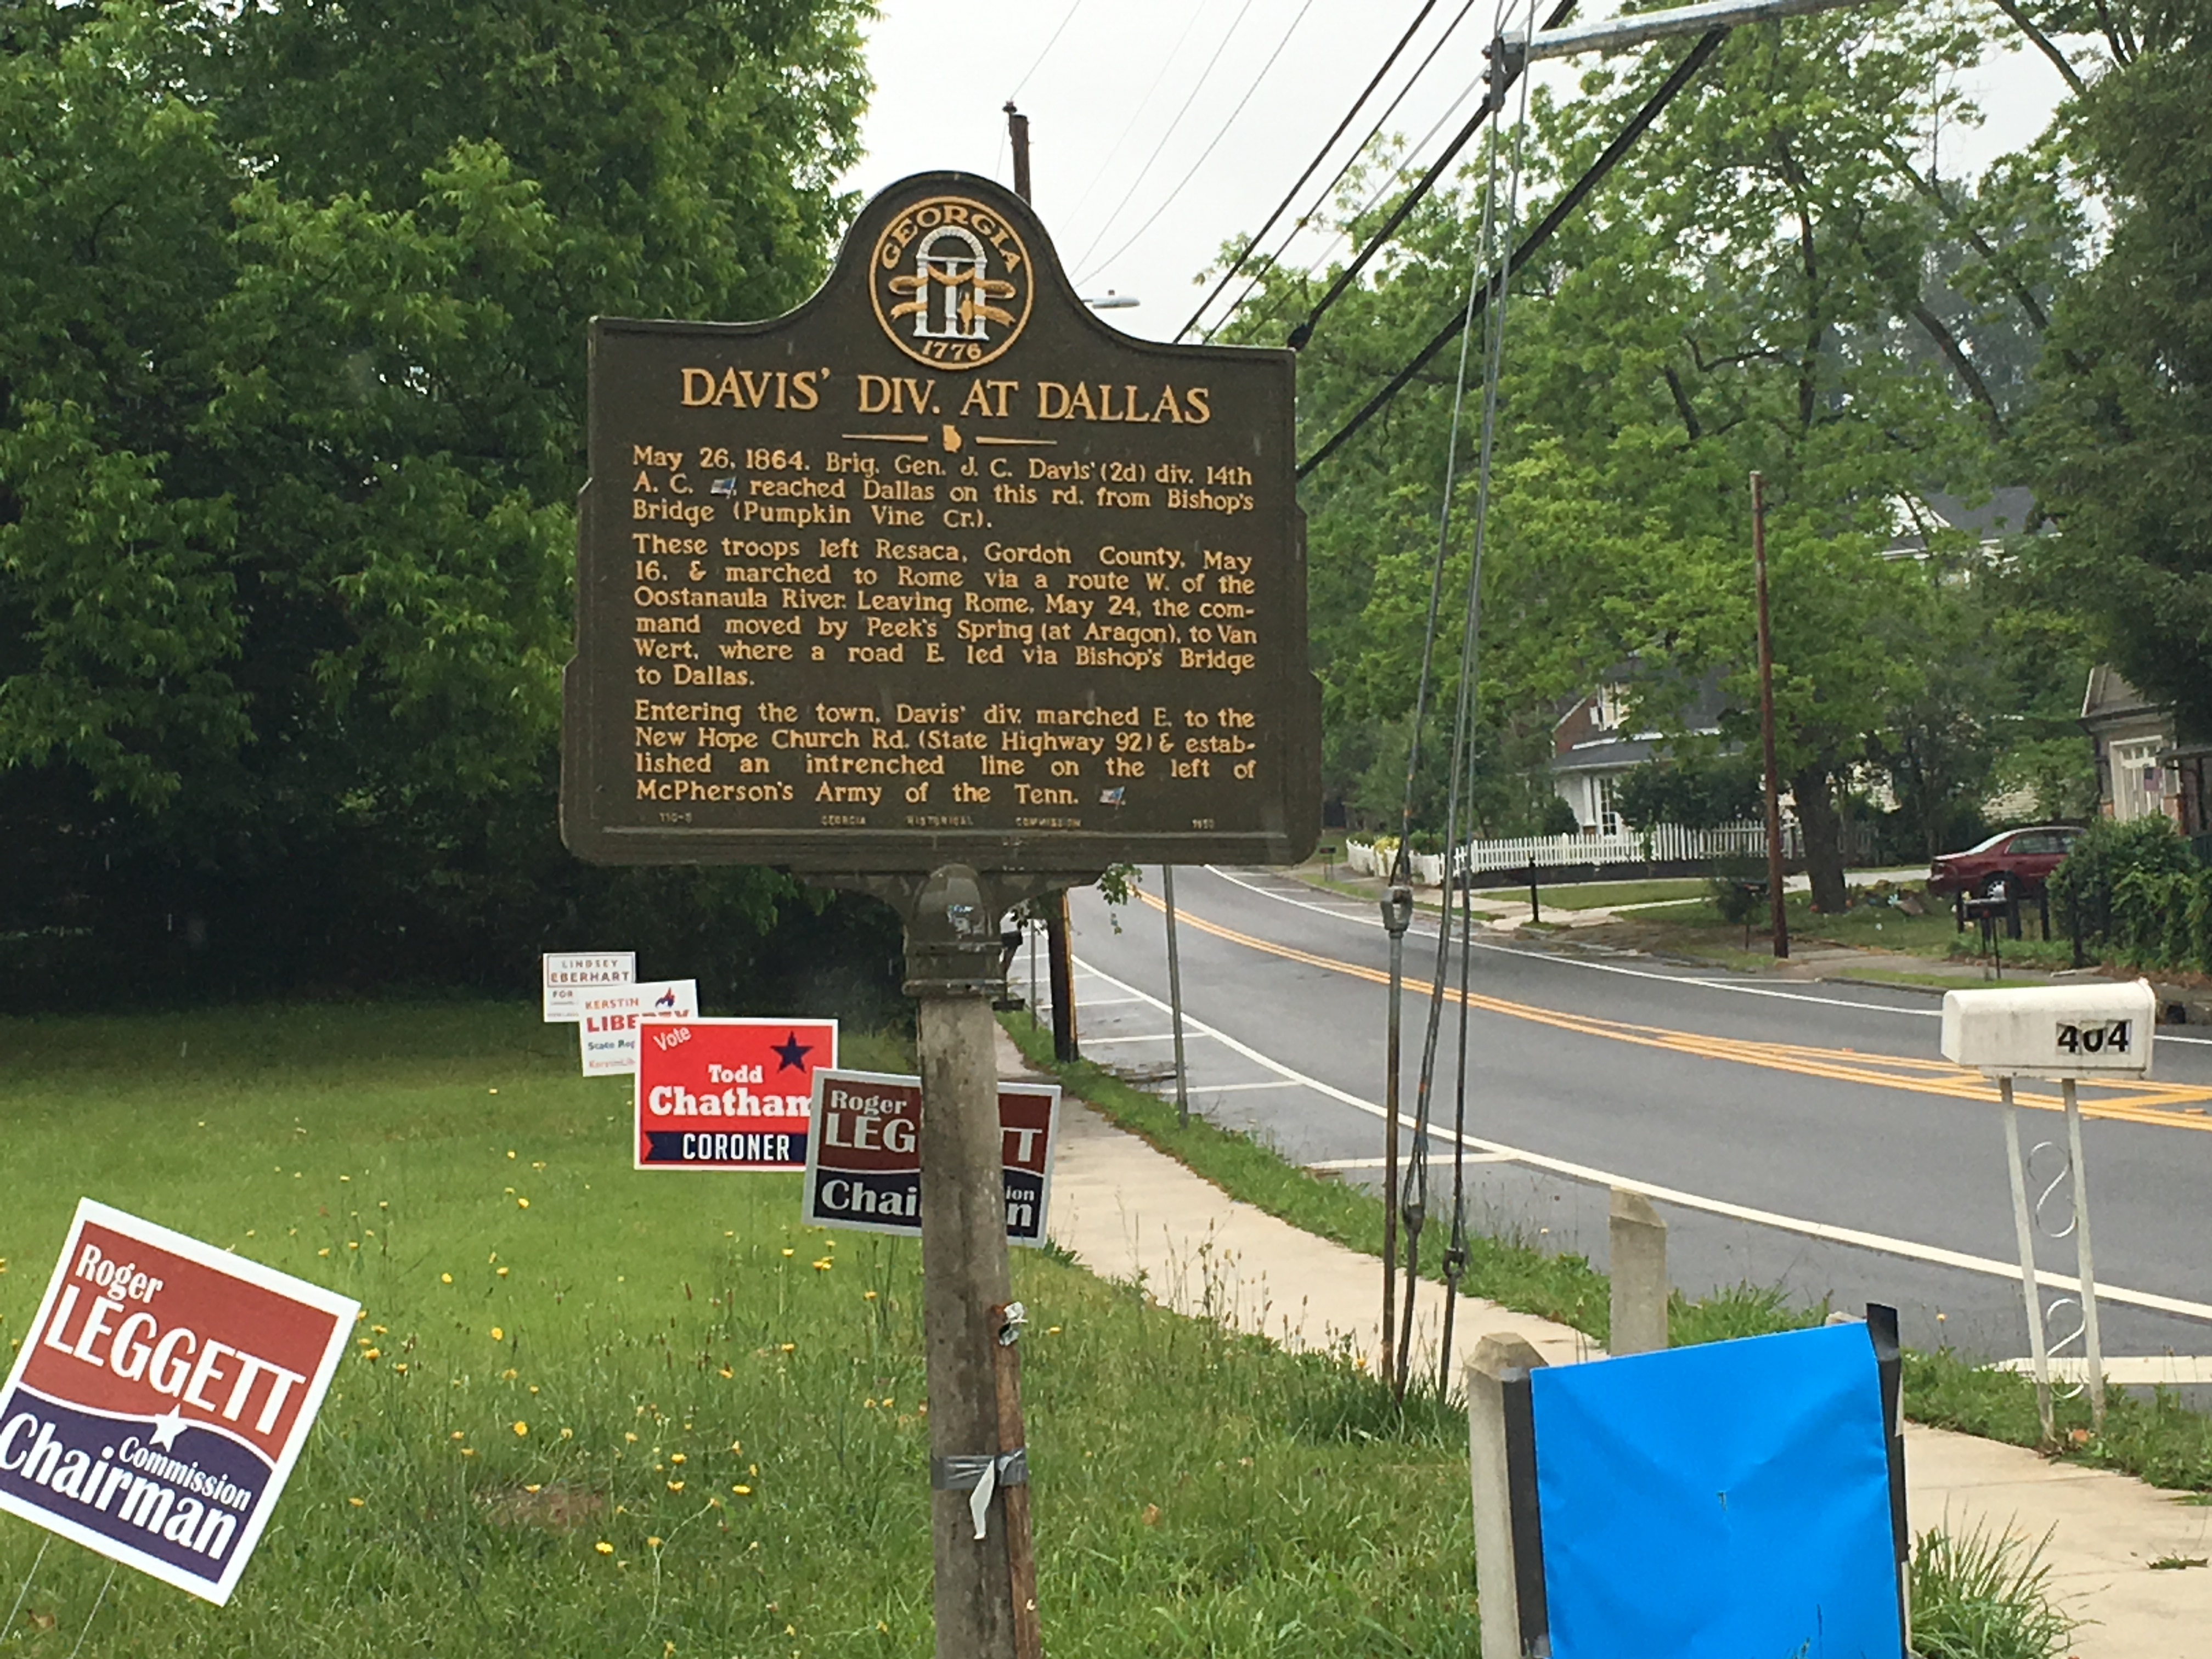 GEORGIA
1776
DAVIS' DIV. AT DALLAS
May 26, 1864. Brig. Gen. J. C. Davis' (2d) div. 14th
A. C. , reached Dallas on this rd. from Bishop's
Bridge (Pumpkin Vine Cr.).
These troops left Resaca, Gordon County, May
16, & marched to Rome via a route W. of the
Oostanaula River. Leaving Rome, May 24, the com-
mand moved by Peek's Spring (at Aragon), to Van
Wert, where a road E. led via Bishop's Bridge
to Dallas.
Entering the town, Davis' div. marched E. to the
New Hope Church Rd. (State Highway 92) & estab-
lished an intrenched line on the left of
McPherson's Army of the Tenn.
GEORGIA HISTORICAL COMMISSION
LINDSEY
EBERHART
FOR
KERSTIN
State
Vote
Todd
Chatham
CORONER
Roger
Roger
LEGGETT
Commission
Chairman
404